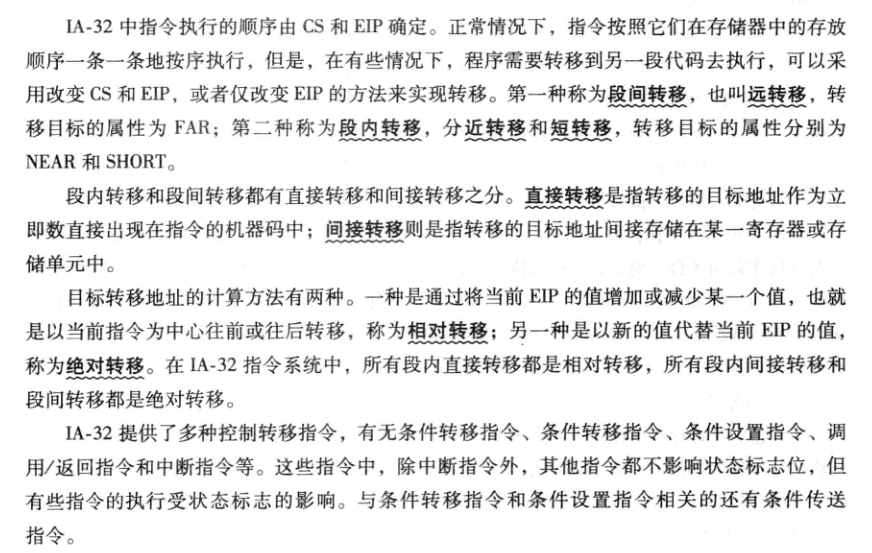 IA-32 中指令执行的顺序由 CS 和 EIP 确定。正常情况下，指令按照它们在存储器中的存放
顺序一条一条地按序执行，但是，在有些情况下，程序需要转移到另一段代码去执行，可以采
用改变 CS 和 EIP，或者仅改变 EIP 的方法来实现转移。第一种称为段间转移，也叫远转移，转
移目标的属性为 FAR；第二种称为段内转移，分近转移和短转移，转移目标的属性分别为
NEAR 和 SHORT。
段内转移和段间转移都有直接转移和间接转移之分。直接转移是指转移的目标地址作为立
即数直接出现在指令的机器码中；间接转移则是指转移的目标地址间接存储在某一寄存器或存
储单元中。
目标转移地址的计算方法有两种。一种是通过将当前 EIP 的值增加或减少某一个值，也就
是以当前指令为中心往前或往后转移，称为相对转移；另一种是以新的值代替当前 EIP 的值，
称为绝对转移。在 IA-32 指令系统中，所有段内直接转移都是相对转移，所有段内间接转移和
段间转移都是绝对转移。
IA-32 提供了多种控制转移指令，有无条件转移指令、条件转移指令、条件设置指令、调
用/返回指令和中断指令等。这些指令中，除中断指令外，其他指令都不影响状态标志位，但
有些指令的执行受状态标志的影响。与条件转移指令和条件设置指令相关的还有条件传送
指令。